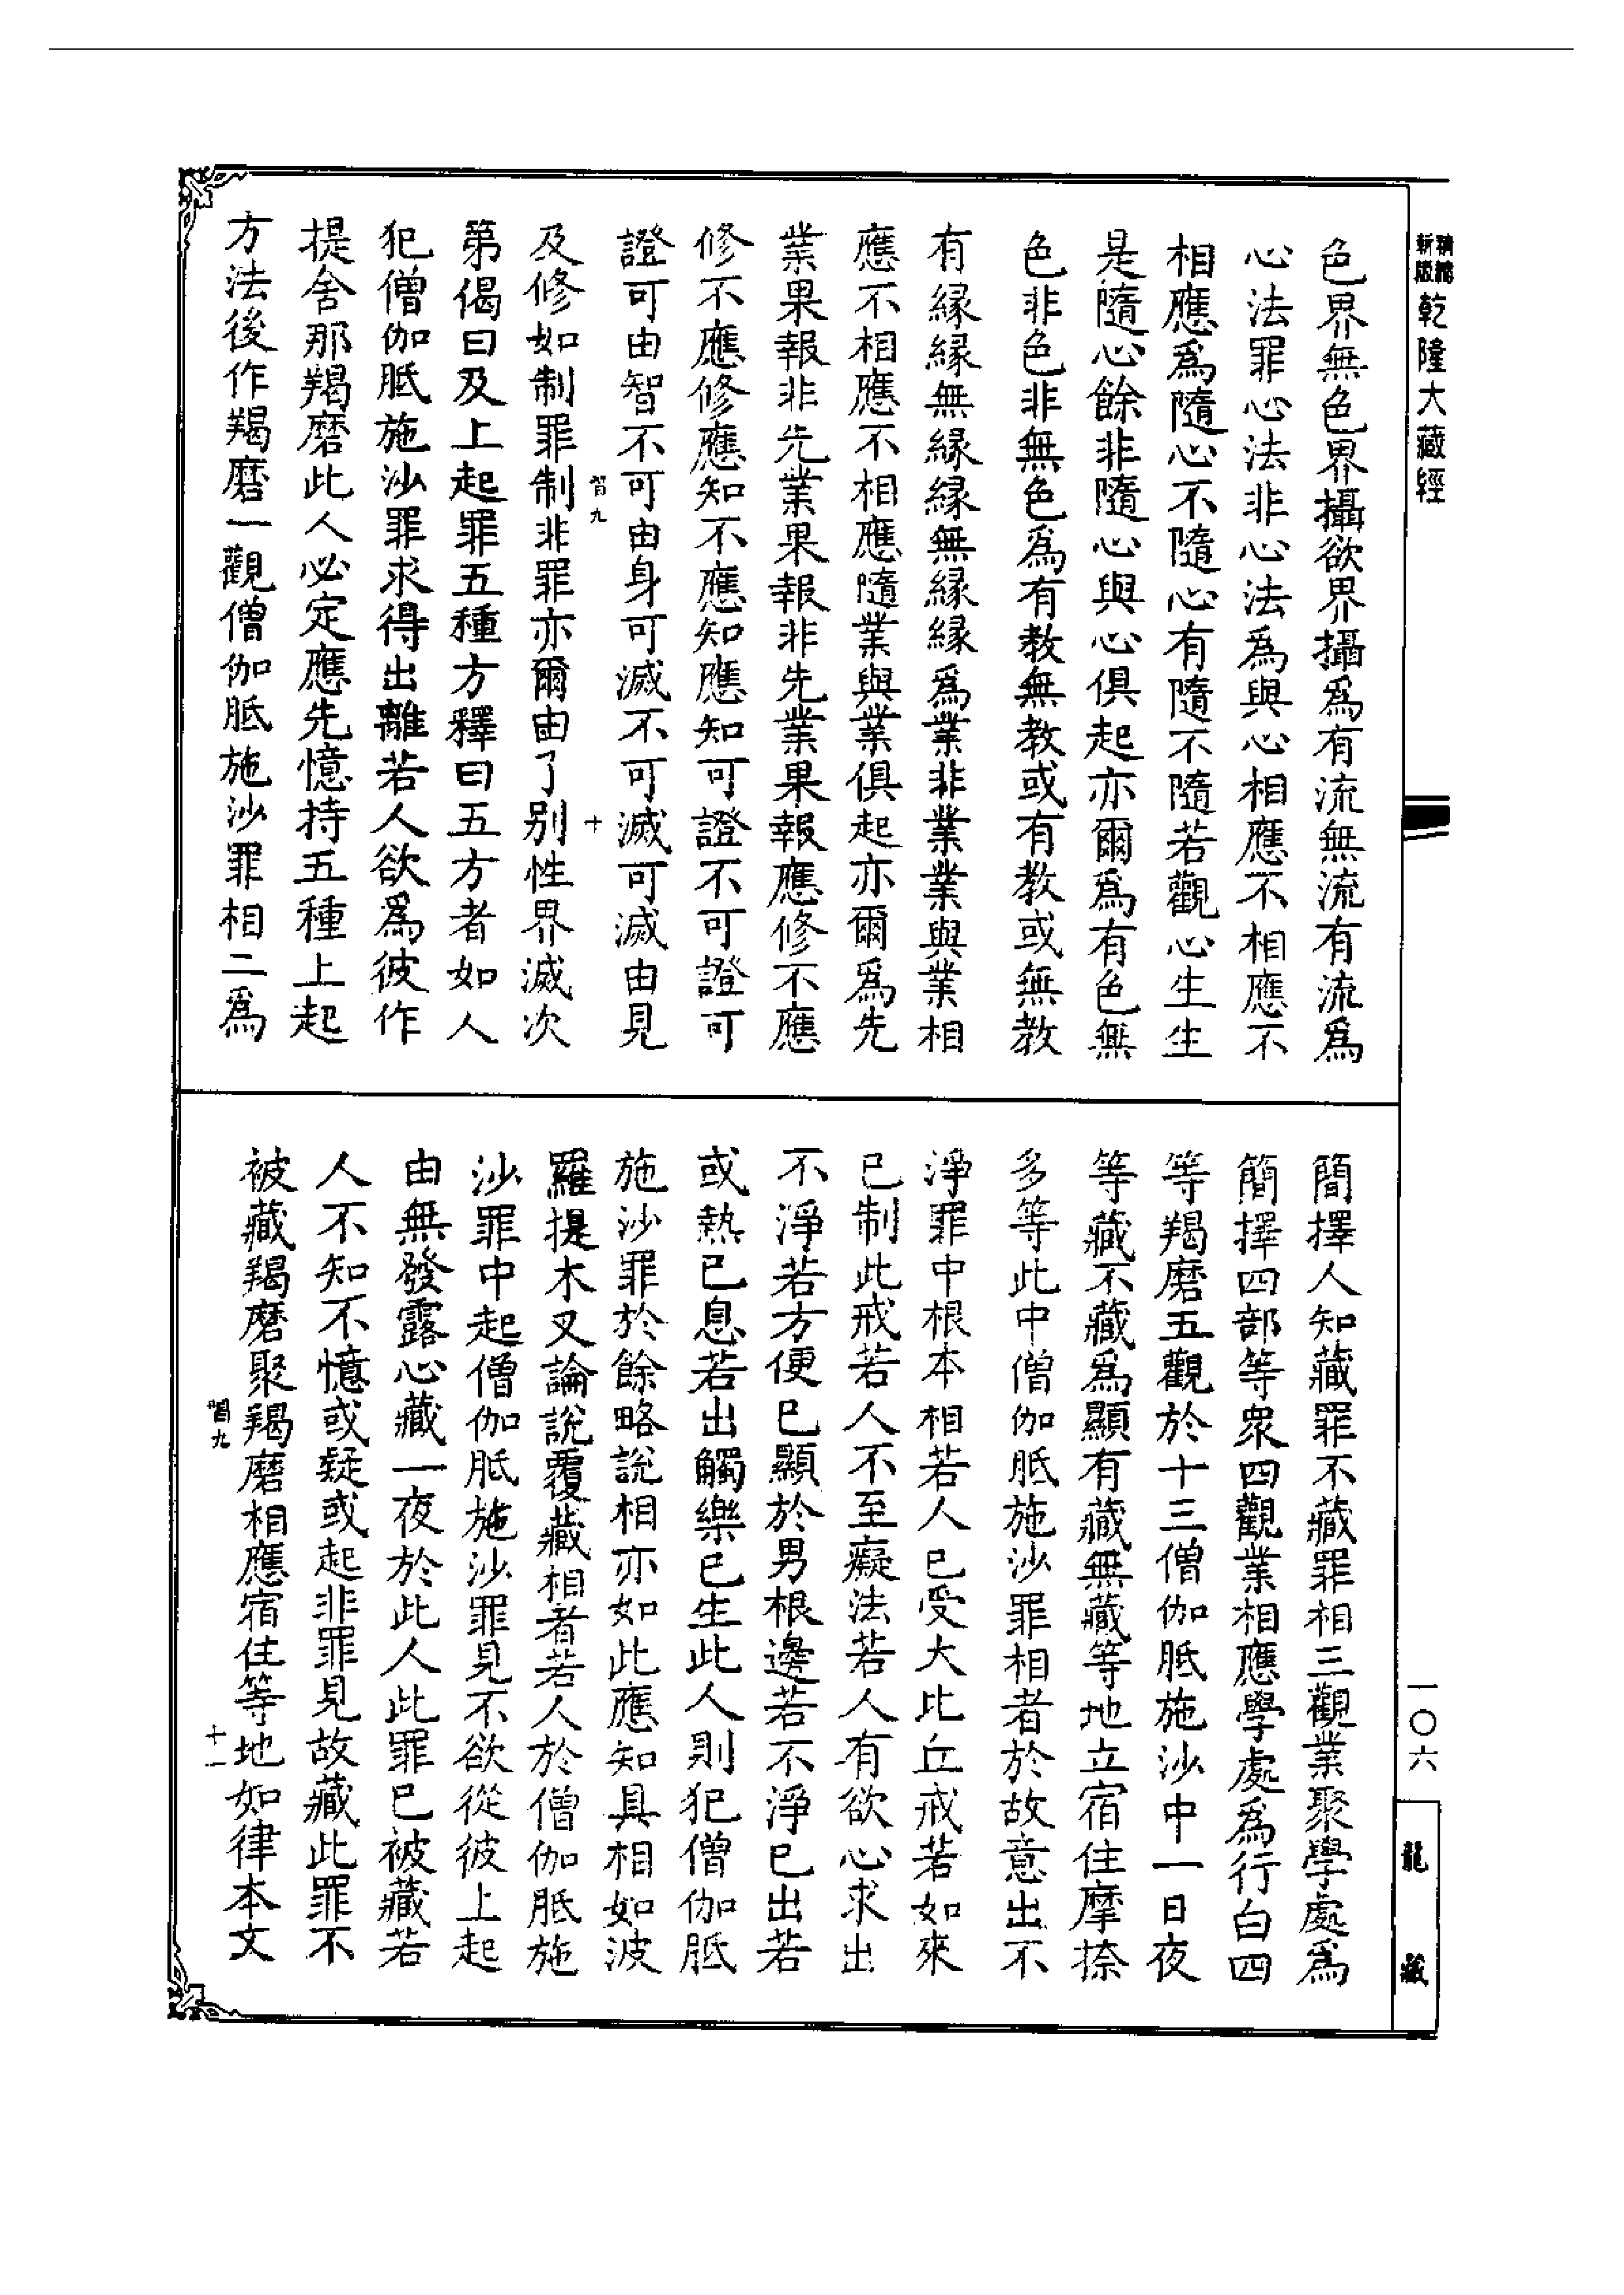 新版精縮乾隆大藏經
色界無色界攝欲界攝爲有流無流有流爲
心法罪心法非心法爲與心相應不相應不
相應爲隨心不隨心有隨不隨若觀心生生
是隨心餘非隨心與心俱起亦爾爲有色無
色非色非無色爲有教無教或有教或無教
有緣緣無緣緣無緣緣爲業非業業與業相
應不相應不相應隨業與業俱起亦爾爲先
業果報非先業果報非先業果報應修不應
修不應修應知不應知應知可證不可證可
證可由智不可由身可滅不可滅可滅由見
習九
十
及修如制罪制非罪亦爾由了别性界滅次
第偈曰及上起罪五種方釋曰五方者如人
犯僧伽胝施沙罪求得出離若人欲爲彼作
提舍那羯磨此人必定應先憶持五種上起
方法後作羯磨一觀僧伽胝施沙罪相二爲
簡擇人知藏罪不藏罪相三觀業聚學處爲
簡擇四部等衆四觀業相應學處爲行白四
等羯磨五觀於十三僧伽胝施沙中一日夜
等藏不藏爲顯有藏無藏等地立宿住摩捺
多等此中僧伽胝施沙罪相者於故意出不
淨罪中根本相若人已受大比丘戒若如來
已制此戒若人不至癡法若人有欲心求出
不淨若方便已顯於男根邊若不淨已出若
或熱已息若出觸樂已生此人則犯僧伽胝
施沙罪於餘略說相亦如此應知具相如波
羅提木叉論說覆藏相者若人於僧伽胝施
沙罪中起僧伽胝施沙罪見不欲從彼上起
由無發露心藏一夜於此人此罪已被藏若
人不知不憶或疑或起非罪見故藏此罪不
被藏羯磨聚羯磨相應宿住等地如律本文
習九
十一
一〇六
龍藏